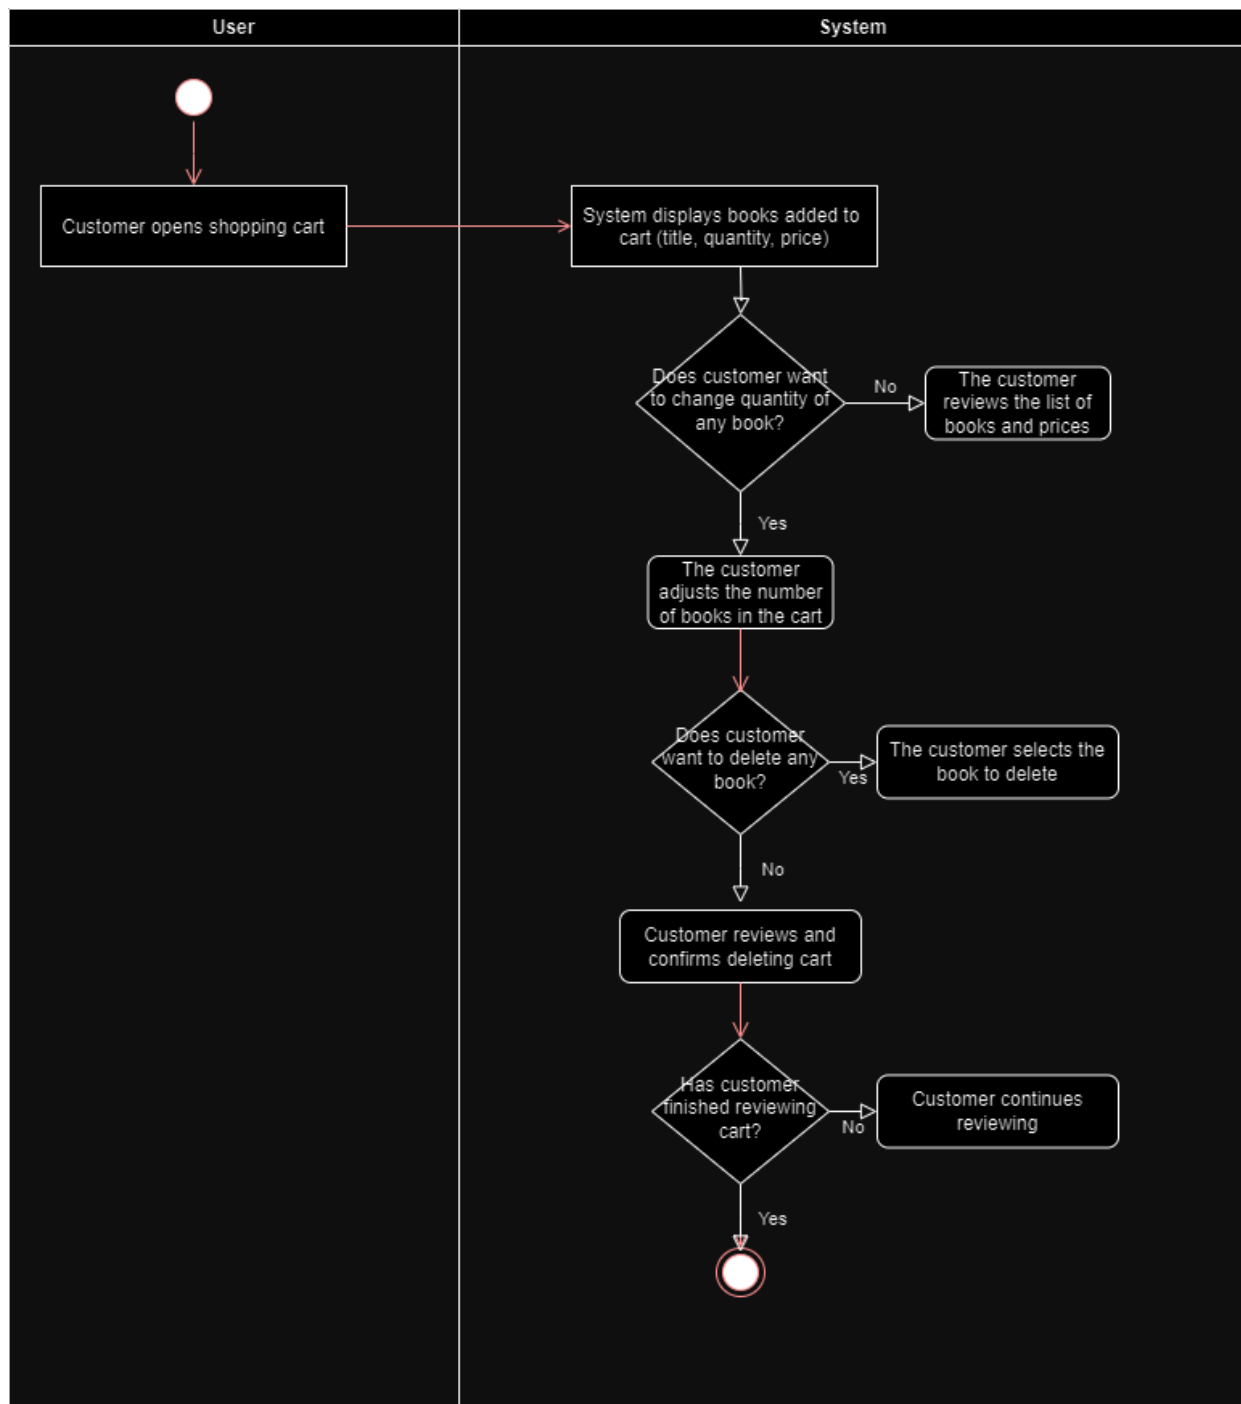 User
System
Customer opens shopping cart
System displays books added to
cart (title, quantity, price)
Does customer want
to change quantity of
any book?
No
The customer
reviews the list of
books and prices
Yes
The customer
adjusts the number
of books in the cart
Does customer
want to delete any
book?
Yes
The customer selects the
book to delete
No
Customer reviews and
confirms deleting cart
Has customer
finished reviewing
cart?
No
Customer continues
reviewing
Yes